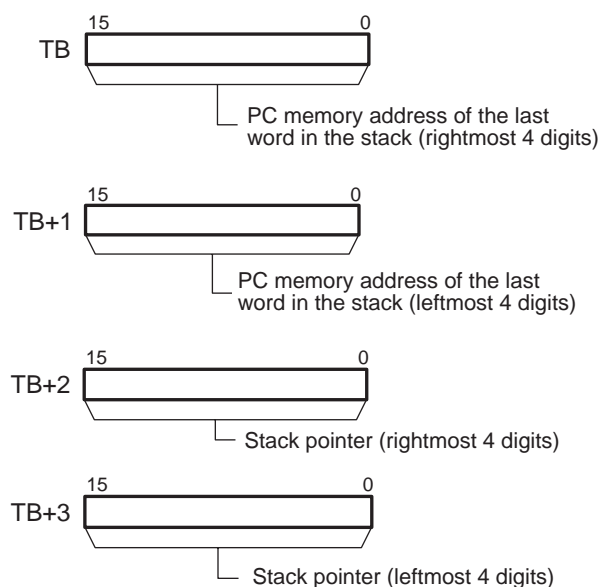 15 0
TB
PC memory address of the last
word in the stack (rightmost 4 digits)
15 0
TB+1
PC memory address of the last
word in the stack (leftmost 4 digits)
15 0
TB+2
Stack pointer (rightmost 4 digits)
15 0
TB+3
Stack pointer (leftmost 4 digits)